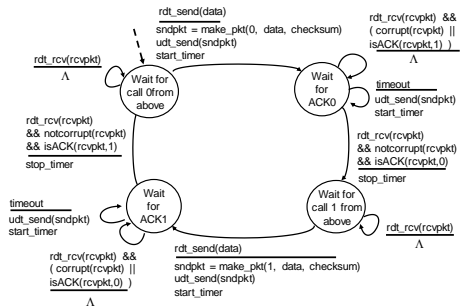 rdt_send(data)
sndpkt = make_pkt(0, data, checksum)
udt_send(sndpkt)
start_timer
rdt_rcv(rcvpkt) &&
( corrupt(rcvpkt) ||
isACK(rcvpkt,1) )
Λ
rdt_rcv(rcvpkt)
Λ
Wait for
call 0from
above
Wait
for
ACK0
timeout
udt_send(sndpkt)
start_timer
rdt_rcv(rcvpkt)
&& notcorrupt(rcvpkt)
&& isACK(rcvpkt,1)
stop_timer
rdt_rcv(rcvpkt)
&& notcorrupt(rcvpkt)
&& isACK(rcvpkt,0)
stop_timer
timeout
udt_send(sndpkt)
start_timer
Wait
for
ACK1
Wait for
call 1 from
above
rdt_rcv(rcvpkt)
Λ
rdt_rcv(rcvpkt) &&
( corrupt(rcvpkt) ||
isACK(rcvpkt,0) )
Λ
rdt_send(data)
sndpkt = make_pkt(1, data, checksum)
udt_send(sndpkt)
start_timer